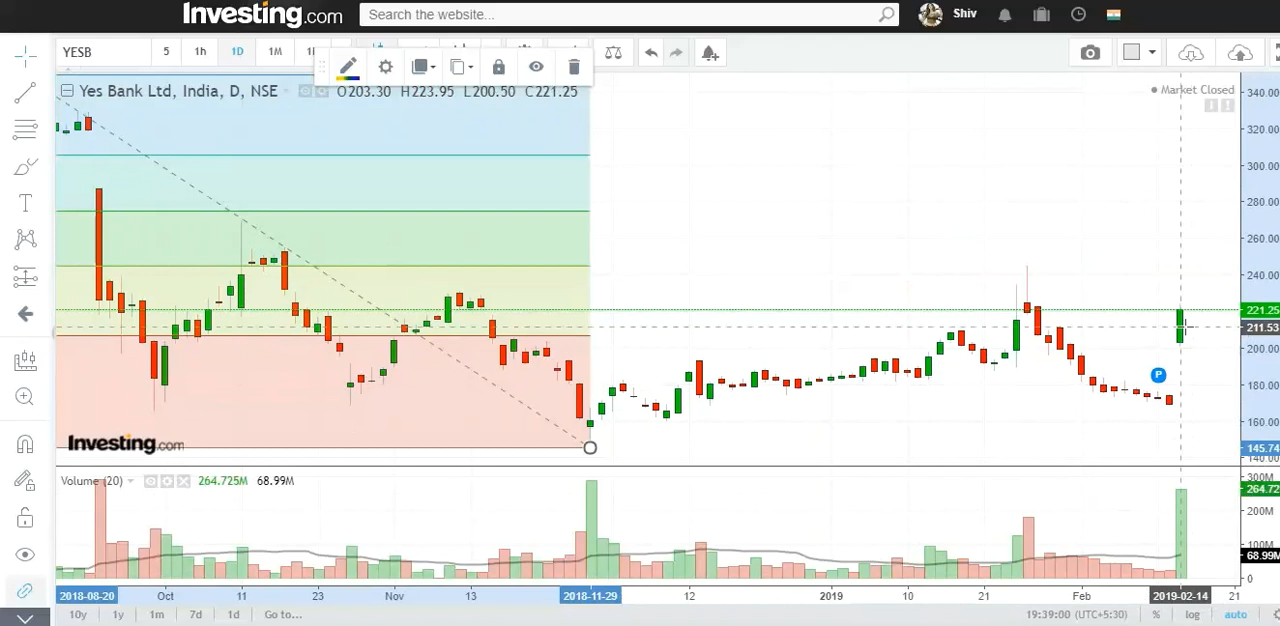 Investing.com
Search the website...
Shiv
YESB
5
1h
1D
1M
Yes Bank Ltd, India, D, NSE
O203.30 H223.95 L200.50 C221.25
Market Closed
340.00
320.00
300.00
280.00
260.00
240.00
221.25
211.53
200.00
180.00
160.00
145.74
140.00
P
T
Investing.com
Volume (20)
264.725M 68.99M
300M
264.72
200M
100M
68.99M
0
2018-08-20
Oct
11
23
Nov
13
2018-11-29
12
2019
10
21
Feb
2019-02-14
21
10y
1y
1m
7d
1d
Go to...
19:39:00 (UTC+5:30)
%
log
auto